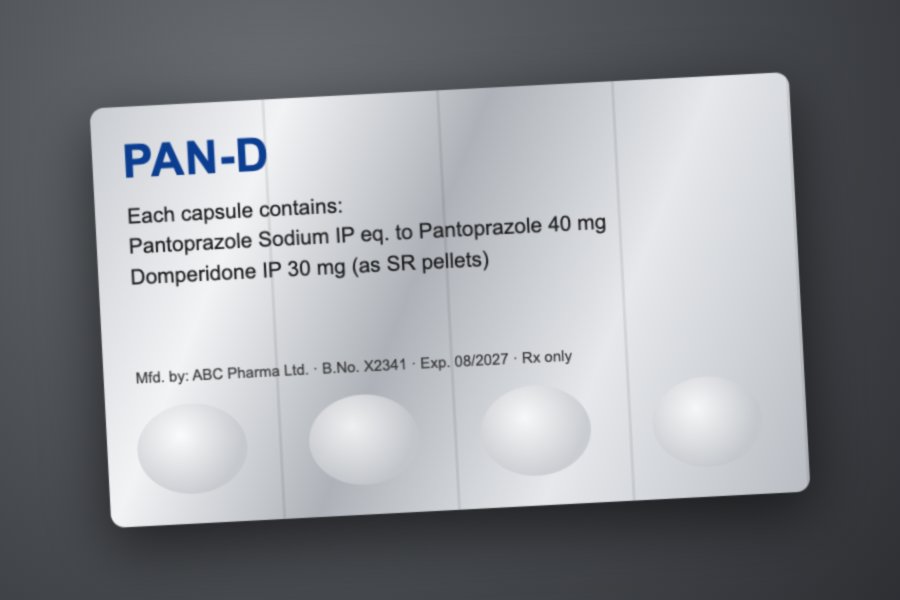 PAN-D
Each capsule contains:
Pantoprazole Sodium IP eq. to Pantoprazole 40 mg
Domperidone IP 30 mg (as SR pellets)
Mfd. by: ABC Pharma Ltd. · B.No. X2341 · Exp. 08/2027 · Rx only